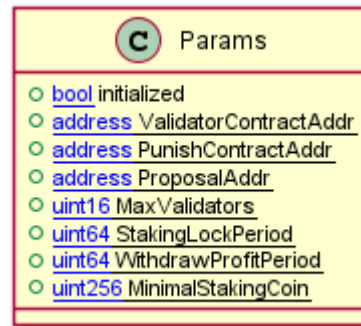 C Params
bool initialized
address ValidatorContractAddr
address PunishContractAddr
address ProposalAddr
uint16 MaxValidators
uint64 StakingLockPeriod
uint64 WithdrawProfitPeriod
uint256 MinimalStakingCoin